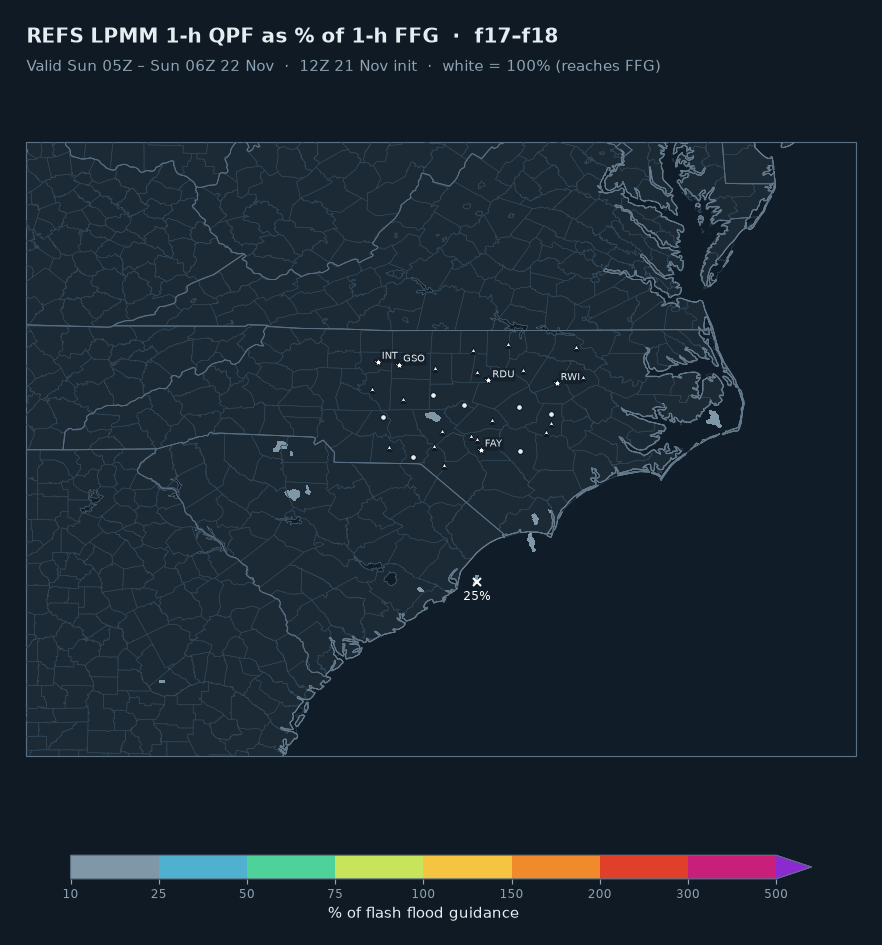 REFS LPMM 1-h QPF as % of 1-h FFG · f17–f18
Valid Sun 05Z – Sun 06Z 22 Nov · 12Z 21 Nov init · white = 100% (reaches FFG)
INT
GSO
RDU
RWI
FAY
25%
10 25 50 75 100 150 200 300 500
% of flash flood guidance